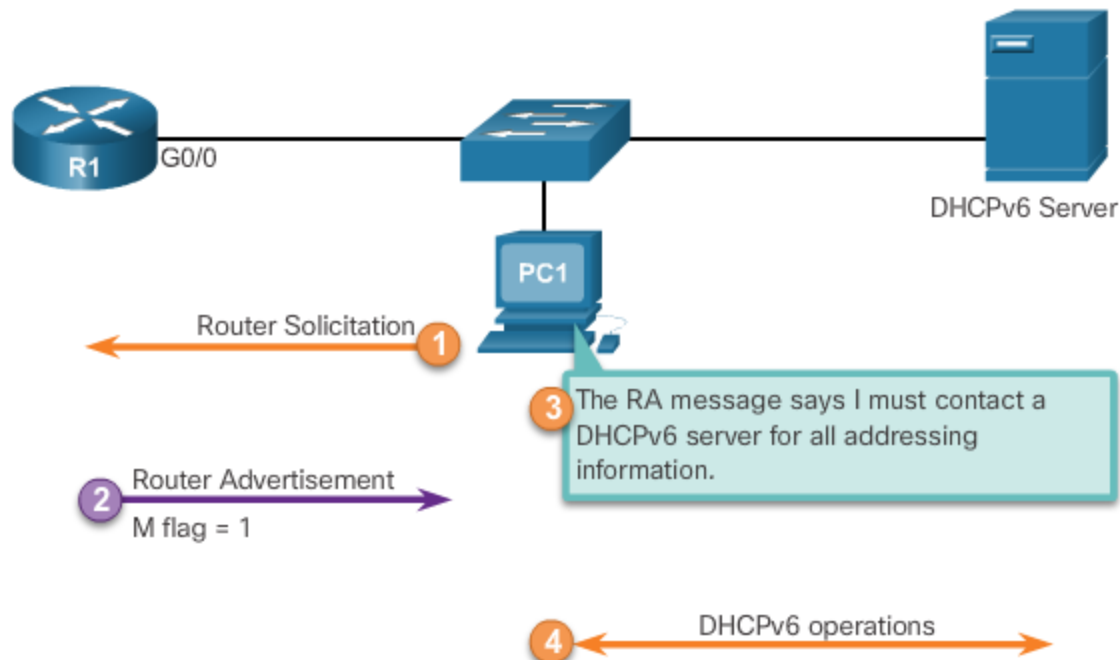 R1
G0/0
DHCPv6 Server
PC1
Router Solicitation
1
3
The RA message says I must contact a
DHCPv6 server for all addressing
information.
2
Router Advertisement
M flag = 1
4
DHCPv6 operations